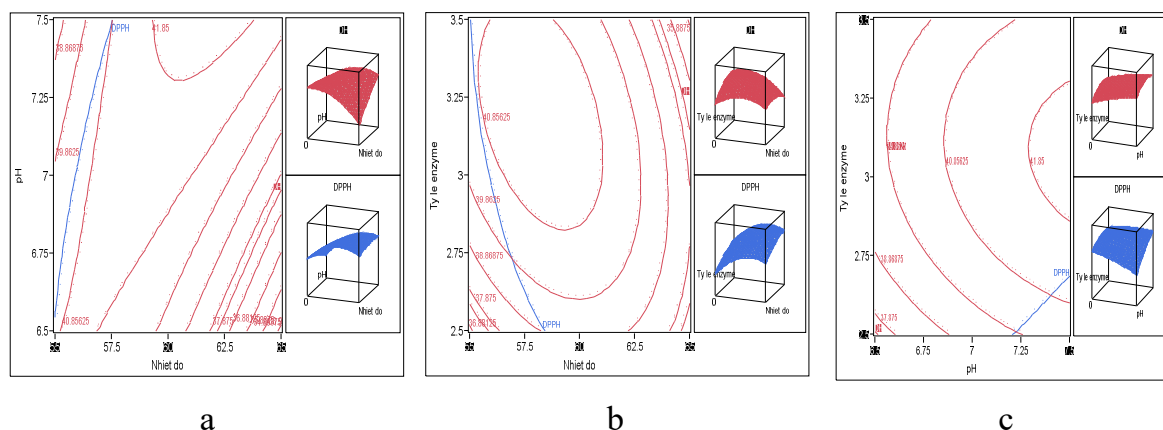 7.5
7.25
7
6.75
6.5
pH
38.86875
39.8625
40.85625
41.85
DPPH
37.875
57.5
62.5
Nhiet do
pH
0
Nhiet do
DPPH
pH
0
Nhiet do
3.5
3.25
3
2.75
2.5
Ty le enzyme
35.8875
40.85625
39.8625
38.86875
37.875
36.88125
DPPH
57.5
62.5
Nhiet do
Ty le enzyme
0
Nhiet do
DPPH
Ty le enzyme
0
Nhiet do
3.25
3
2.75
Ty le enzyme
40.85625
41.85
38.86875
37.875
DPPH
6.75
7
7.25
pH
Ty le enzyme
0
pH
DPPH
Ty le enzyme
0
pH
a
b
c